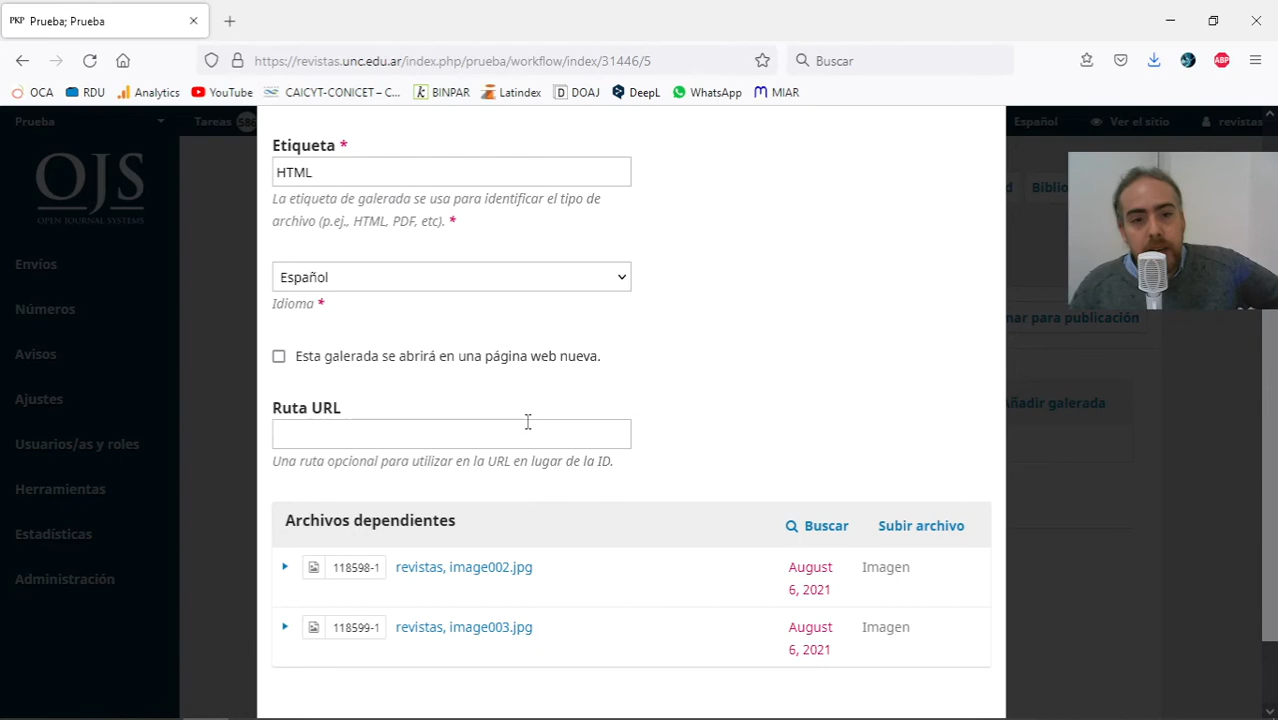 PKP Prueba; Prueba
https://revistas.unc.edu.ar/index.php/prueba/workflow/index/31446/5
Buscar
ABP
OCA RDU Analytics YouTube CAICYT-CONICET – C... BINPAR Latindex DOAJ DeepL WhatsApp MIAR
Prueba
Tareas
Español
Ver el sitio
revistas
OJS
OPEN JOURNAL SYSTEMS
Envíos
Números
Avisos
Ajustes
Usuarios/as y roles
Herramientas
Estadísticas
Administración
Etiqueta *
HTML
La etiqueta de galerada se usa para identificar el tipo de
archivo (p.ej., HTML, PDF, etc). *
Español
Idioma *
Esta galerada se abrirá en una página web nueva.
Ruta URL
Una ruta opcional para utilizar en la URL en lugar de la ID.
Archivos dependientes
Buscar
Subir archivo
118598-1 revistas, image002.jpg August Imagen
6, 2021
118599-1 revistas, image003.jpg August Imagen
6, 2021
para publicación
Añadir galerada